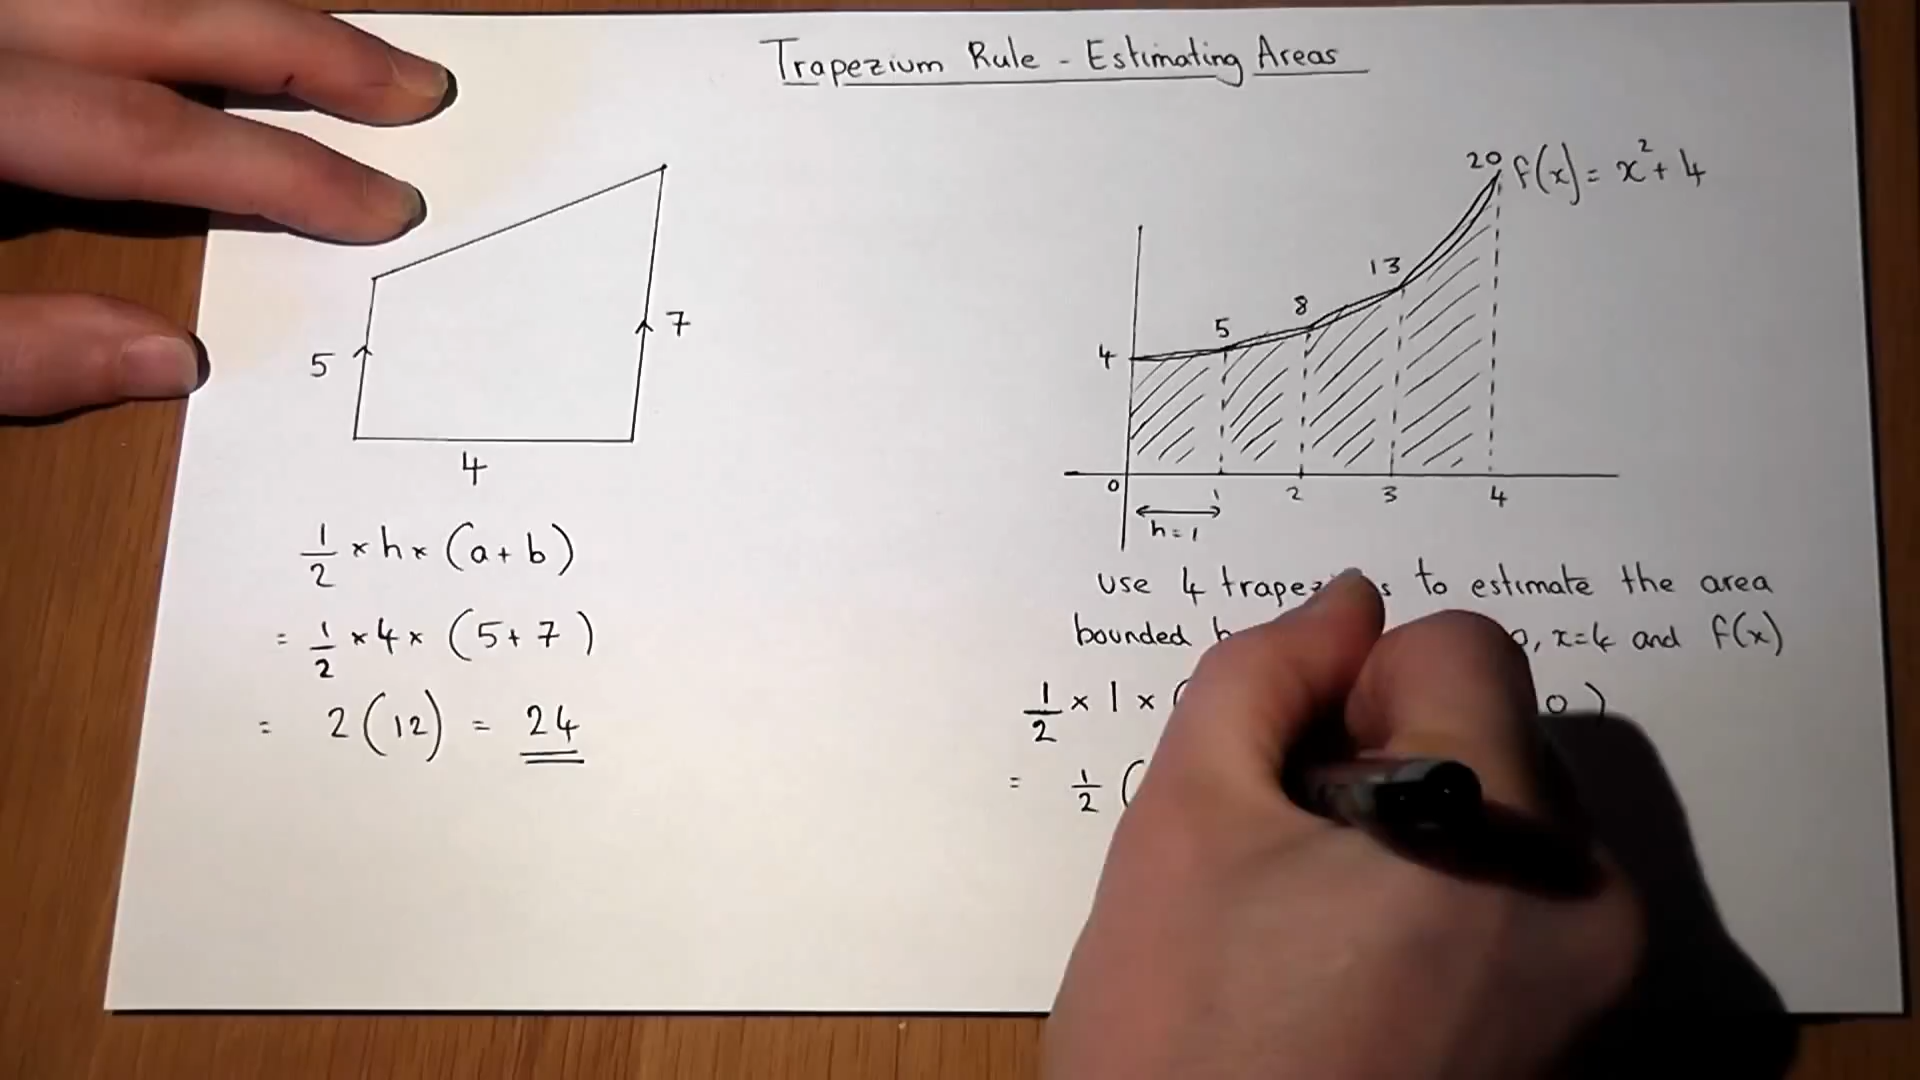 Trapezium Rule - Estimating Areas
5
7
4
1/2 × h × (a + b)
= 1/2 × 4 × (5 + 7)
= 2 (12) = 24
20 f(x) = x² + 4
13
8
5
4
0 1 2 3 4
h = 1
use 4 to estimate the area
bounded x=4 and f(x)
1/2 × 1 × ( 0 )
= 1/2 (